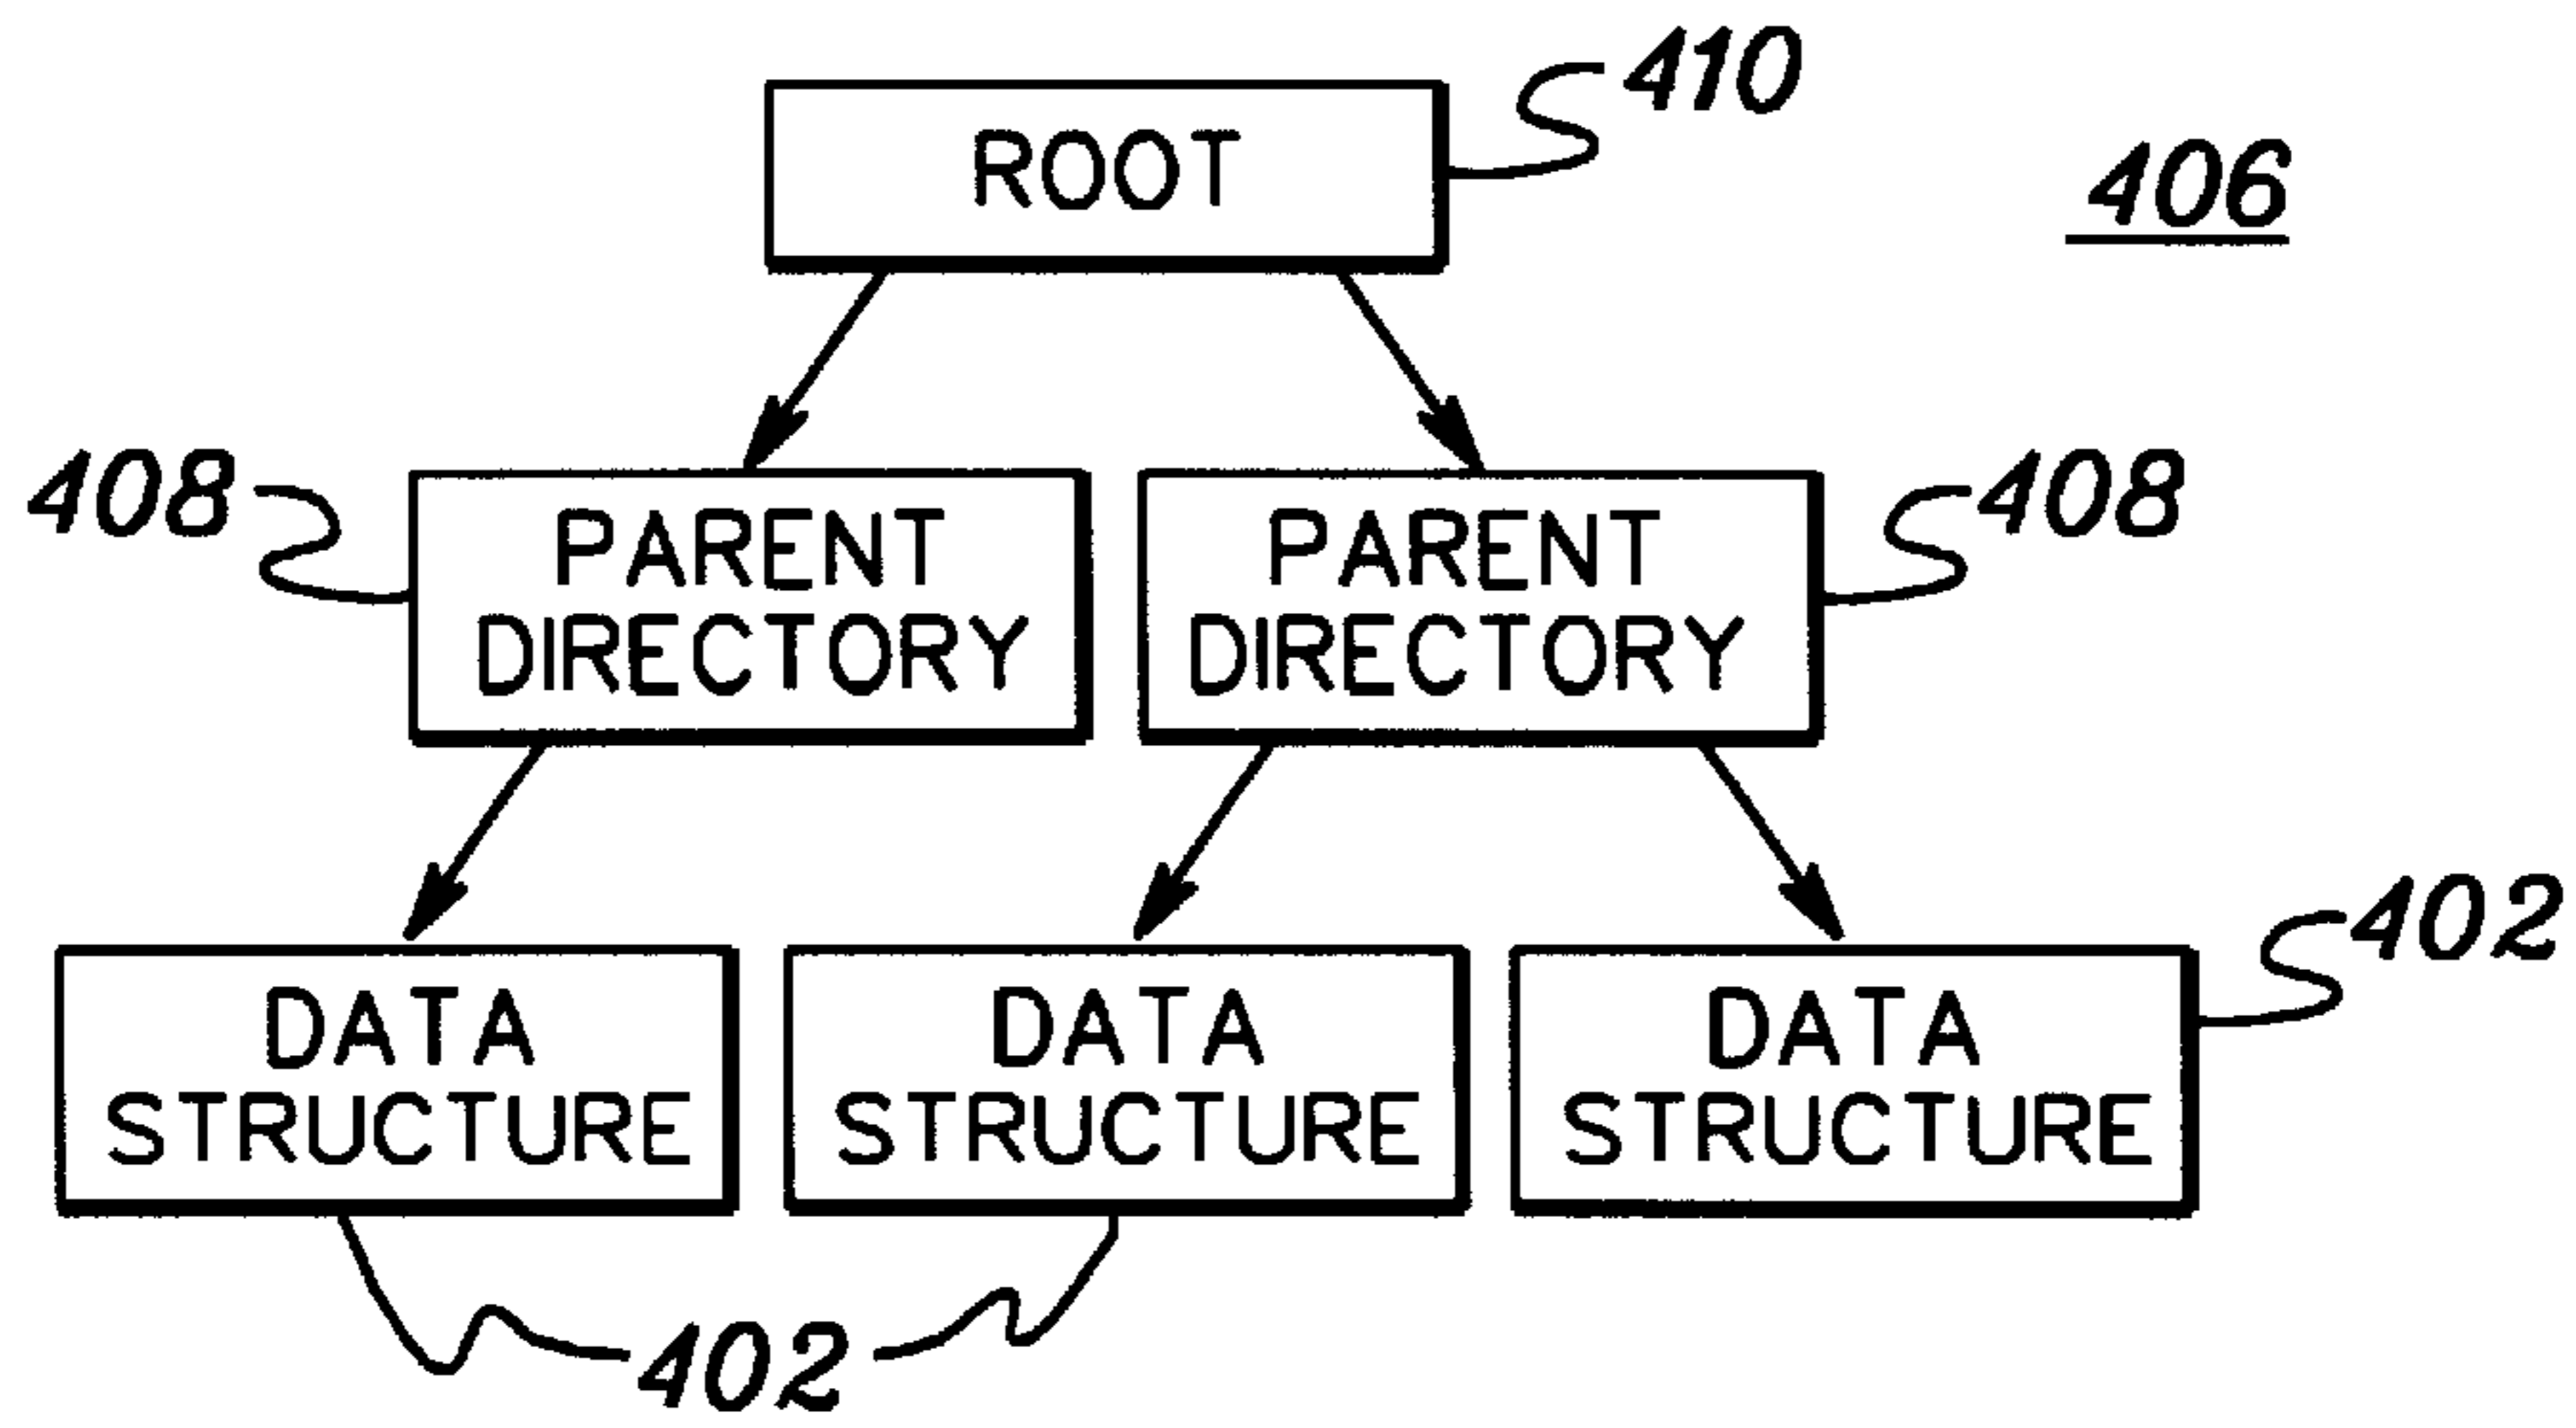 410
ROOT
406
408
PARENT
DIRECTORY
PARENT
DIRECTORY
408
402
DATA
STRUCTURE
DATA
STRUCTURE
DATA
STRUCTURE
402